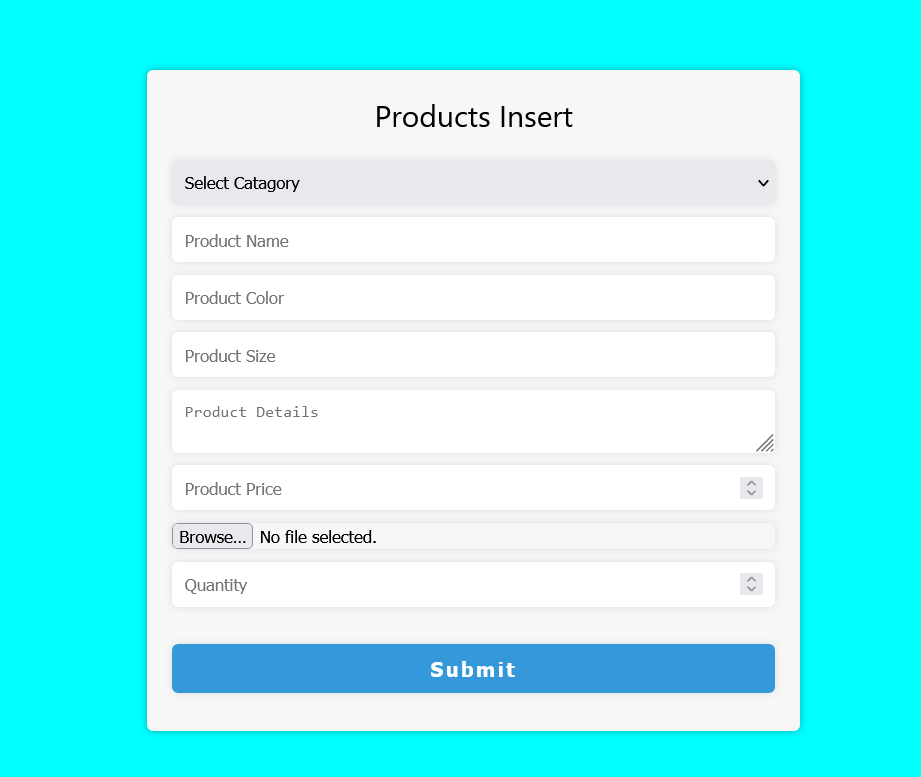 Products Insert
Select Catagory
Product Name
Product Color
Product Size
Product Details
Product Price
Browse... No file selected.
Quantity
Submit